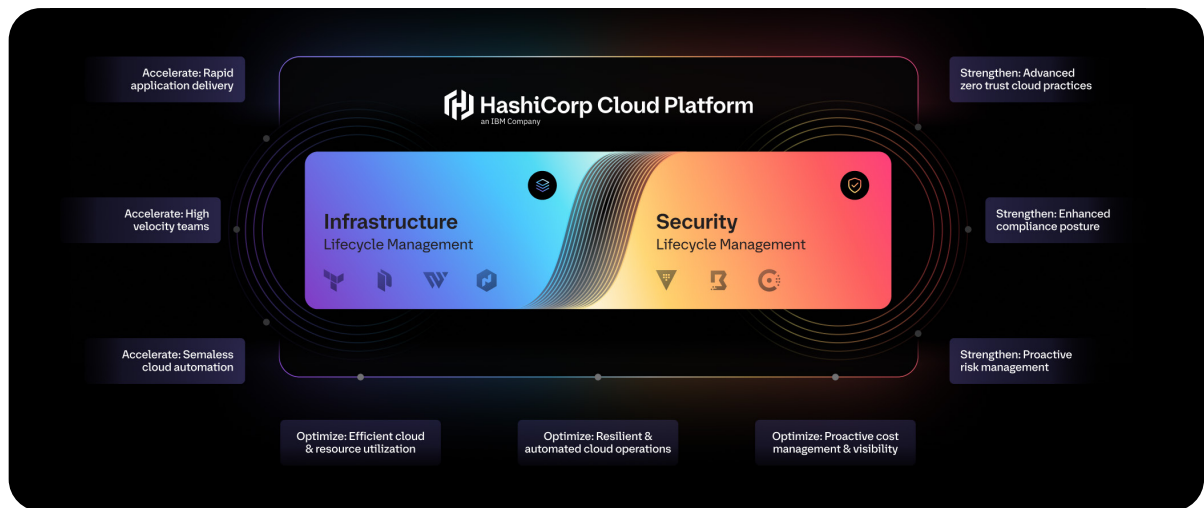 Accelerate: Rapid
application delivery
Strengthen: Advanced
zero trust cloud practices
HashiCorp Cloud Platform
an IBM Company
Accelerate: High
velocity teams
Infrastructure
Lifecycle Management
Security
Lifecycle Management
Strengthen: Enhanced
compliance posture
Accelerate: Semaless
cloud automation
Strengthen: Proactive
risk management
Optimize: Efficient cloud
& resource utilization
Optimize: Resilient &
automated cloud operations
Optimize: Proactive cost
management & visibility